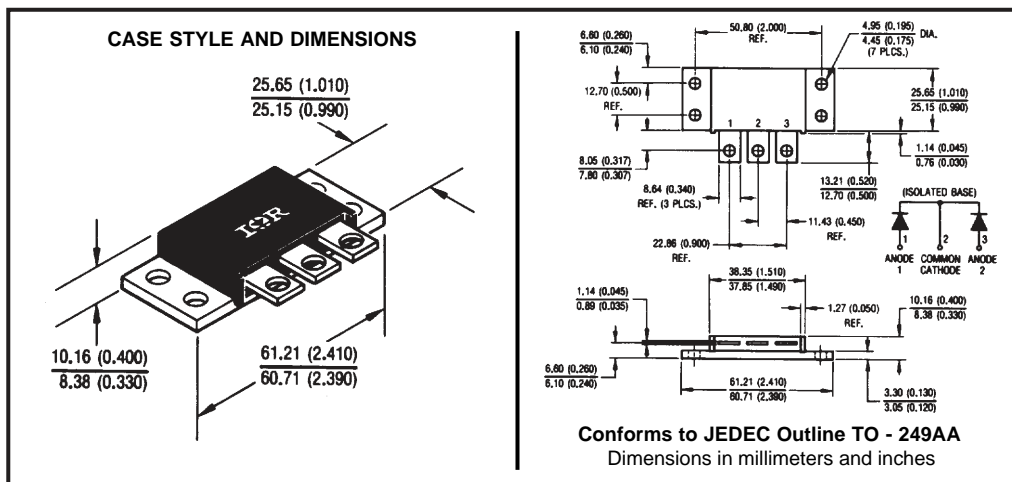 CASE STYLE AND DIMENSIONS
25.65 (1.010)
25.15 (0.990)
IOR
10.16 (0.400)
8.38 (0.330)
61.21 (2.410)
60.71 (2.390)
6.60 (0.260)
6.10 (0.240)
50.80 (2.000)
REF.
4.95 (0.195)
4.45 (0.175)
DIA.
(7 PLCS.)
12.70 (0.500)
REF.
25.65 (1.010)
25.15 (0.990)
1 2 3
8.05 (0.317)
7.80 (0.307)
1.14 (0.045)
0.76 (0.030)
13.21 (0.520)
12.70 (0.500)
8.64 (0.340)
REF. (3 PLCS.)
11.43 (0.450)
REF.
22.86 (0.900)
REF.
(ISOLATED BASE)
1 2 3
ANODE COMMON ANODE
1 CATHODE 2
38.35 (1.510)
37.85 (1.490)
1.14 (0.045)
0.89 (0.035)
1.27 (0.050)
REF.
10.16 (0.400)
8.38 (0.330)
6.60 (0.260)
6.10 (0.240)
61.21 (2.410)
60.71 (2.390)
3.30 (0.130)
3.05 (0.120)
Conforms to JEDEC Outline TO - 249AA
Dimensions in millimeters and inches